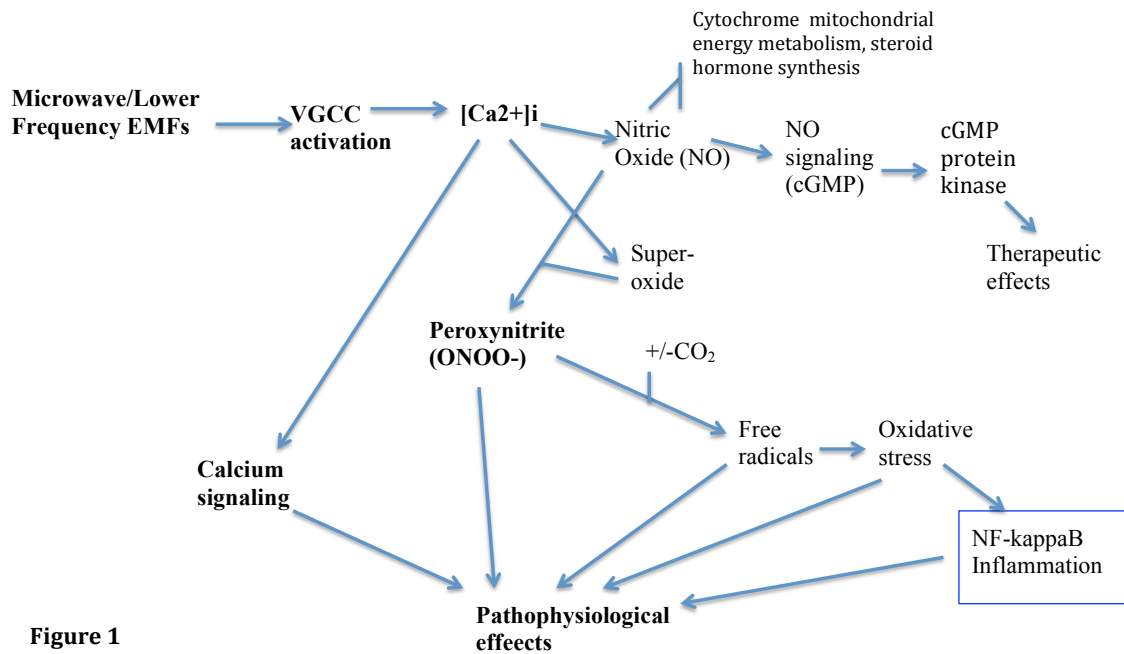 Cytochrome mitochondrial
energy metabolism, steroid
hormone synthesis
Microwave/Lower
Frequency EMFs
VGCC
activation
[Ca2+]i
Nitric
Oxide (NO)
NO
signaling
(cGMP)
cGMP
protein
kinase
Therapeutic
effects
Super-
oxide
Peroxynitrite
(ONOO-)
+/-CO₂
Free
radicals
Oxidative
stress
Calcium
signaling
NF-kappaB
Inflammation
Pathophysiological
effeects
Figure 1